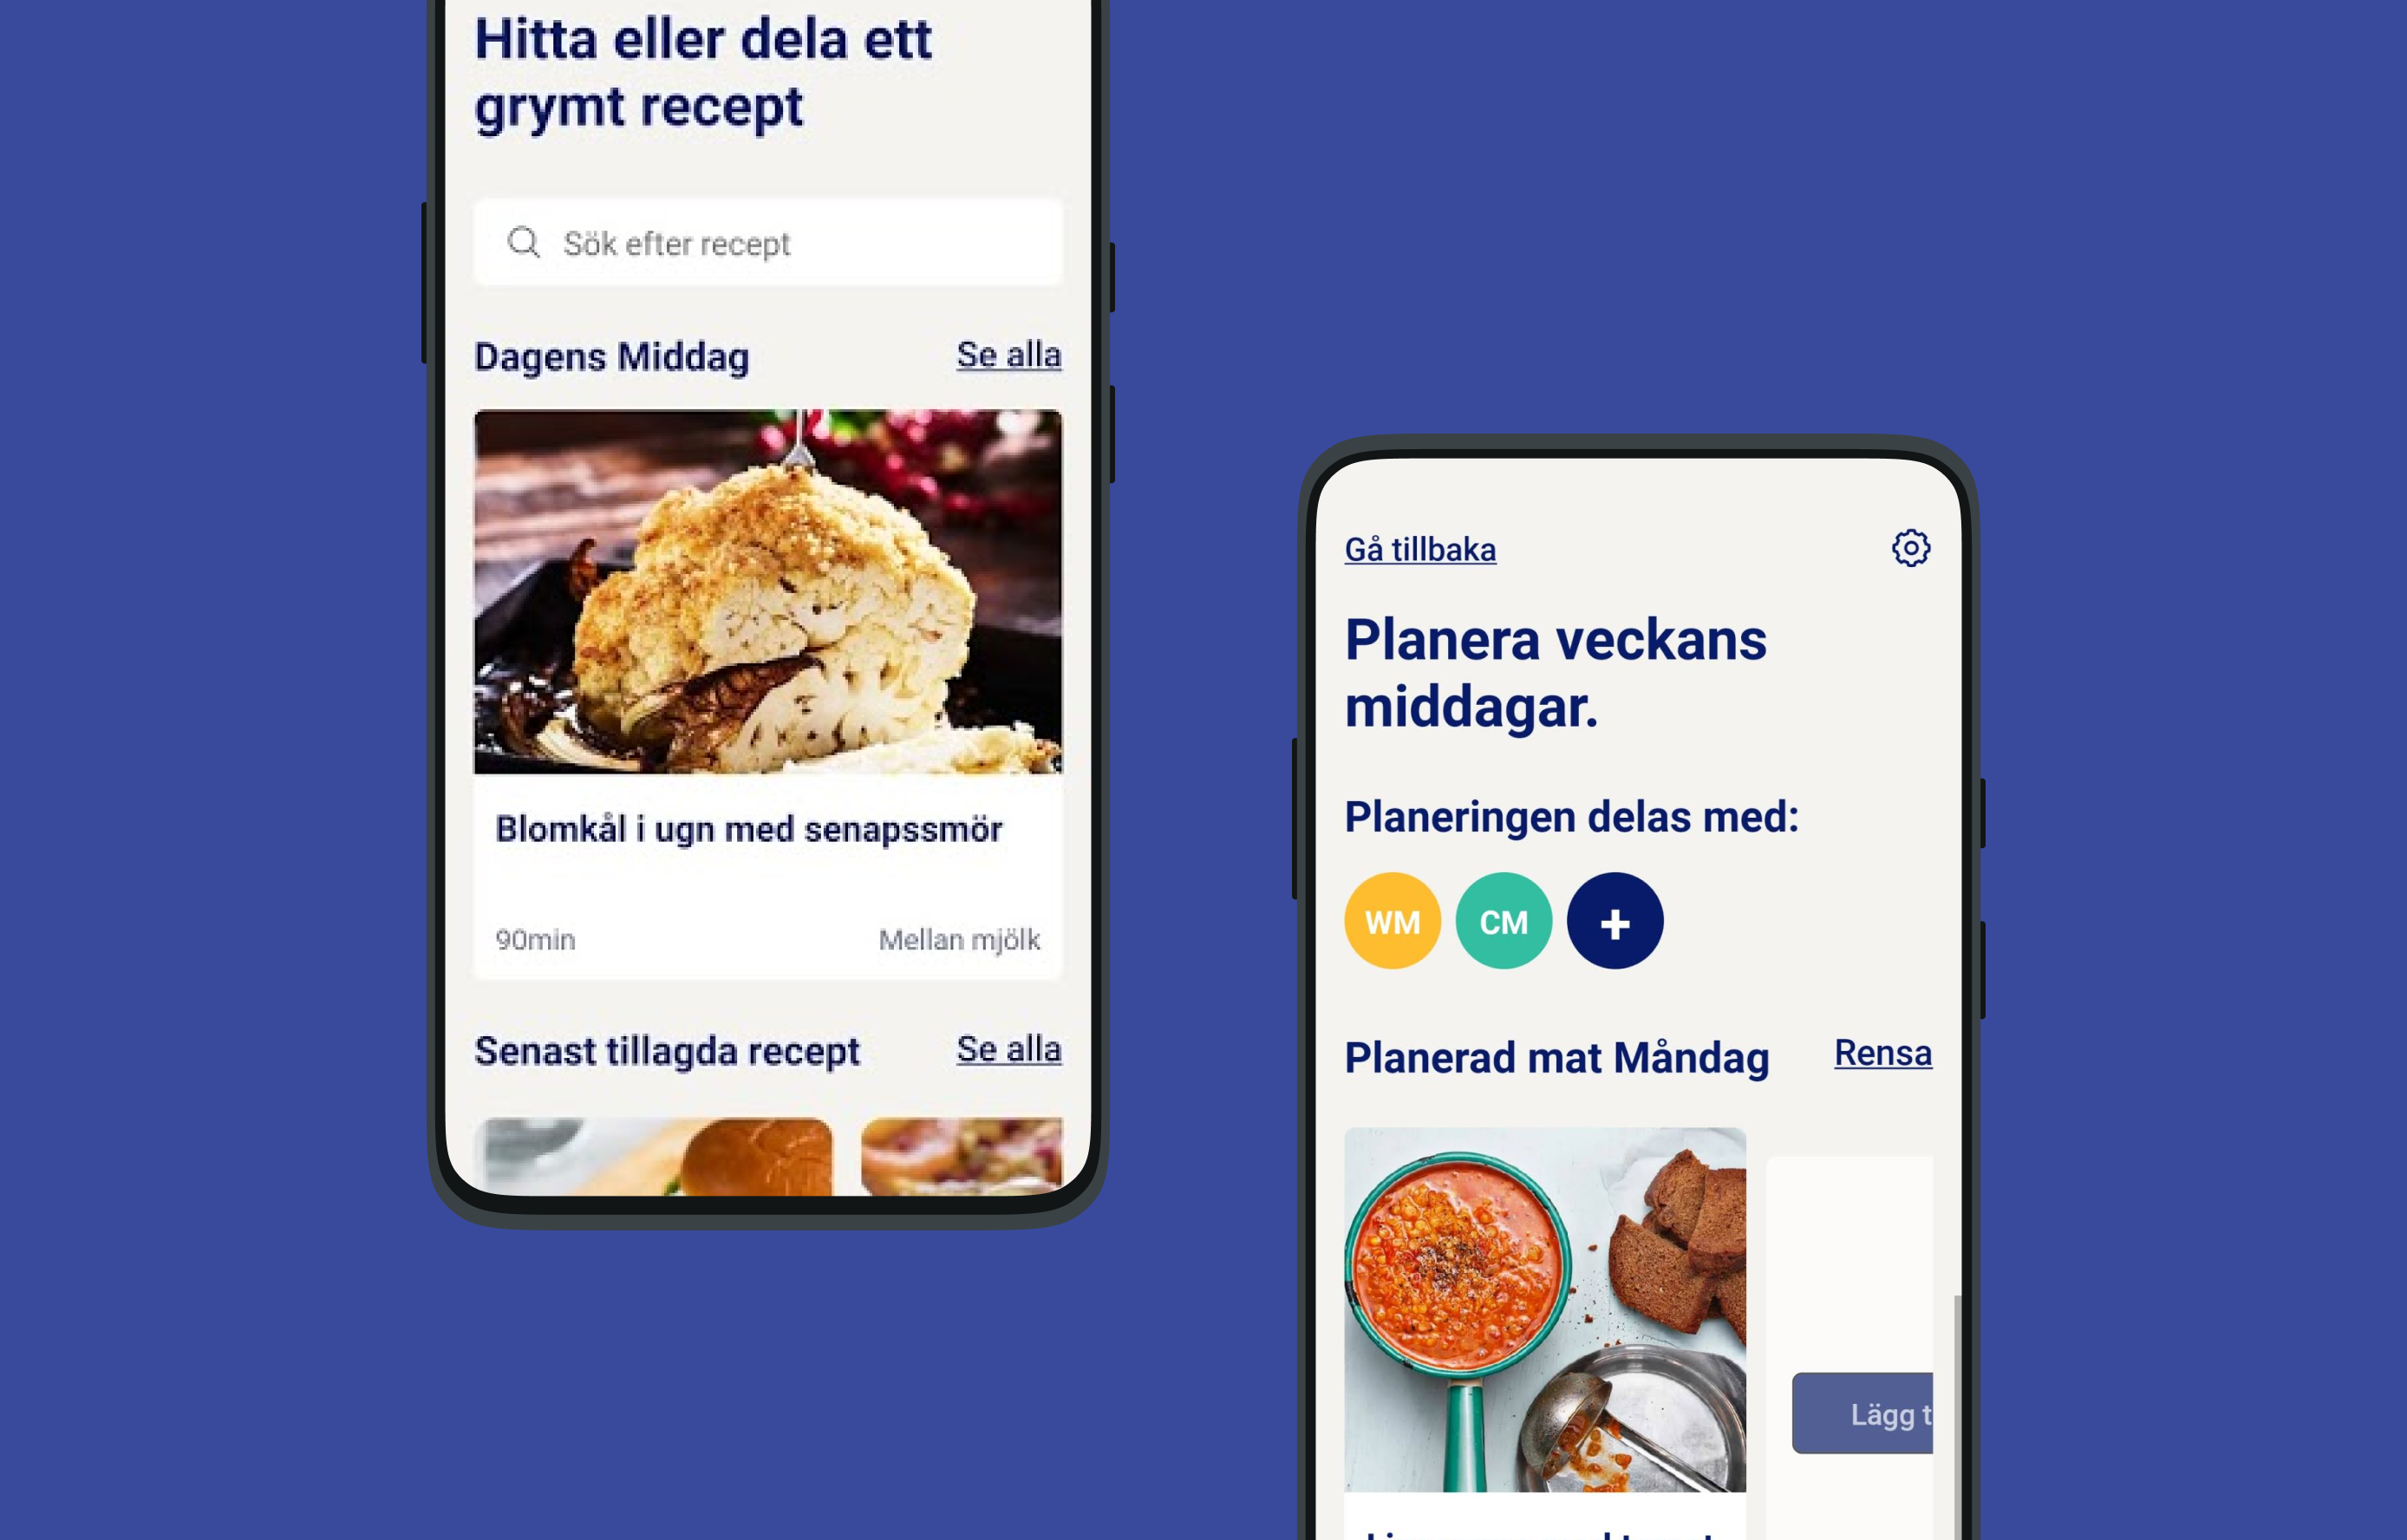 Hitta eller dela ett
grymt recept
Sök efter recept
Dagens Middag
Se alla
Blomkål i ugn med senapssmör
90min
Mellan mjölk
Senast tillagda recept
Se alla
Gå tillbaka
Planera veckans
middagar.
Planeringen delas med:
WM
CM
+
Planerad mat Måndag
Rensa
Lägg t